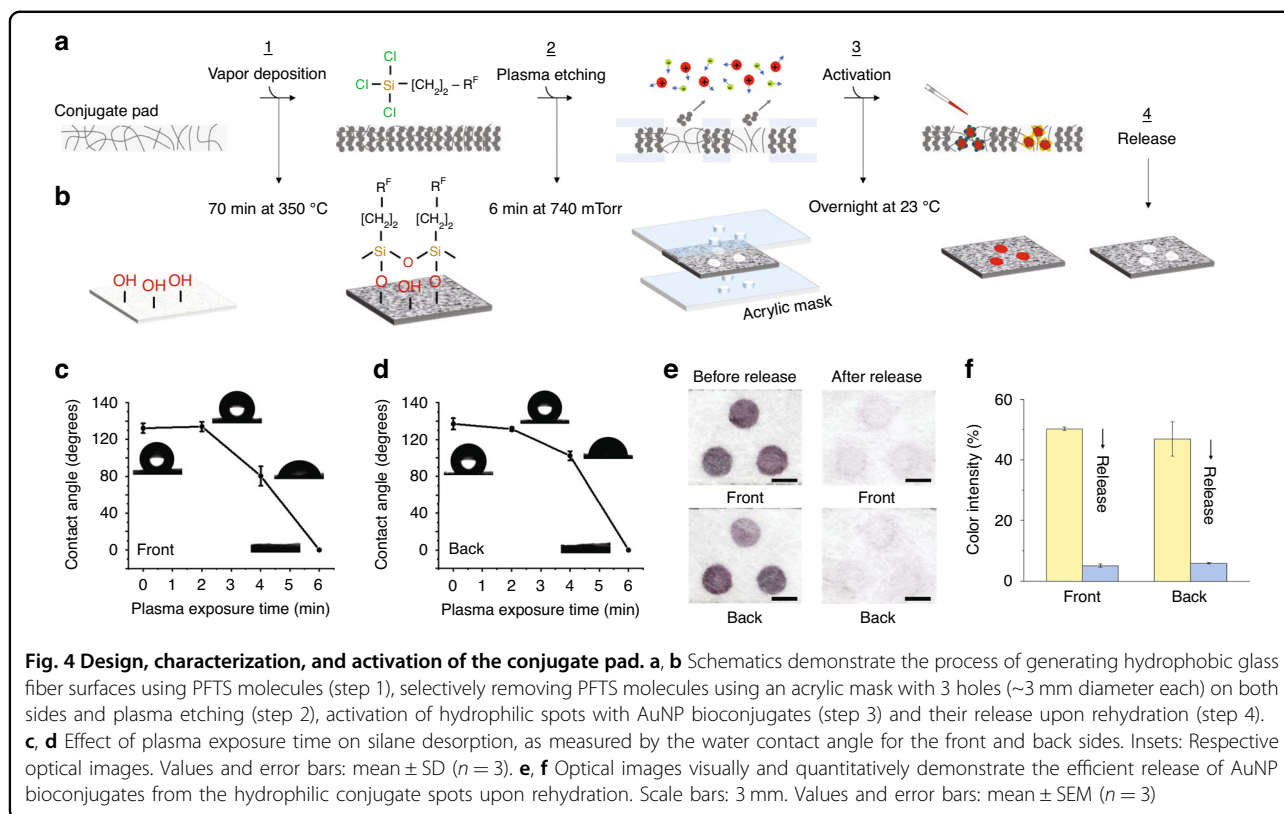 a
1
Vapor deposition
Conjugate pad
Cl
Cl
Si
[CH₂]₂ – Rᶠ
Cl
2
Plasma etching
3
Activation
4
Release
b
OH
OH
OH
70 min at 350 °C
Rᶠ
Rᶠ
[CH₂]₂
[CH₂]₂
Si
Si
O
O
OH
O
6 min at 740 mTorr
Acrylic mask
Overnight at 23 °C
c
Contact angle (degrees)
140
120
80
40
0
Front
0 1 2 3 4 5 6
Plasma exposure time (min)
d
Contact angle (degrees)
140
120
80
40
0
Back
0 1 2 3 4 5 6
Plasma exposure time (min)
e
Before release
After release
Front
Front
Back
Back
f
Color intensity (%)
60
40
20
0
Release
Release
Front
Back
Fig. 4 Design, characterization, and activation of the conjugate pad. a, b Schematics demonstrate the process of generating hydrophobic glass
fiber surfaces using PFTS molecules (step 1), selectively removing PFTS molecules using an acrylic mask with 3 holes (~3 mm diameter each) on both
sides and plasma etching (step 2), activation of hydrophilic spots with AuNP bioconjugates (step 3) and their release upon rehydration (step 4).
c, d Effect of plasma exposure time on silane desorption, as measured by the water contact angle for the front and back sides. Insets: Respective
optical images. Values and error bars: mean ± SD (n = 3). e, f Optical images visually and quantitatively demonstrate the efficient release of AuNP
bioconjugates from the hydrophilic conjugate spots upon rehydration. Scale bars: 3 mm. Values and error bars: mean ± SEM (n = 3)